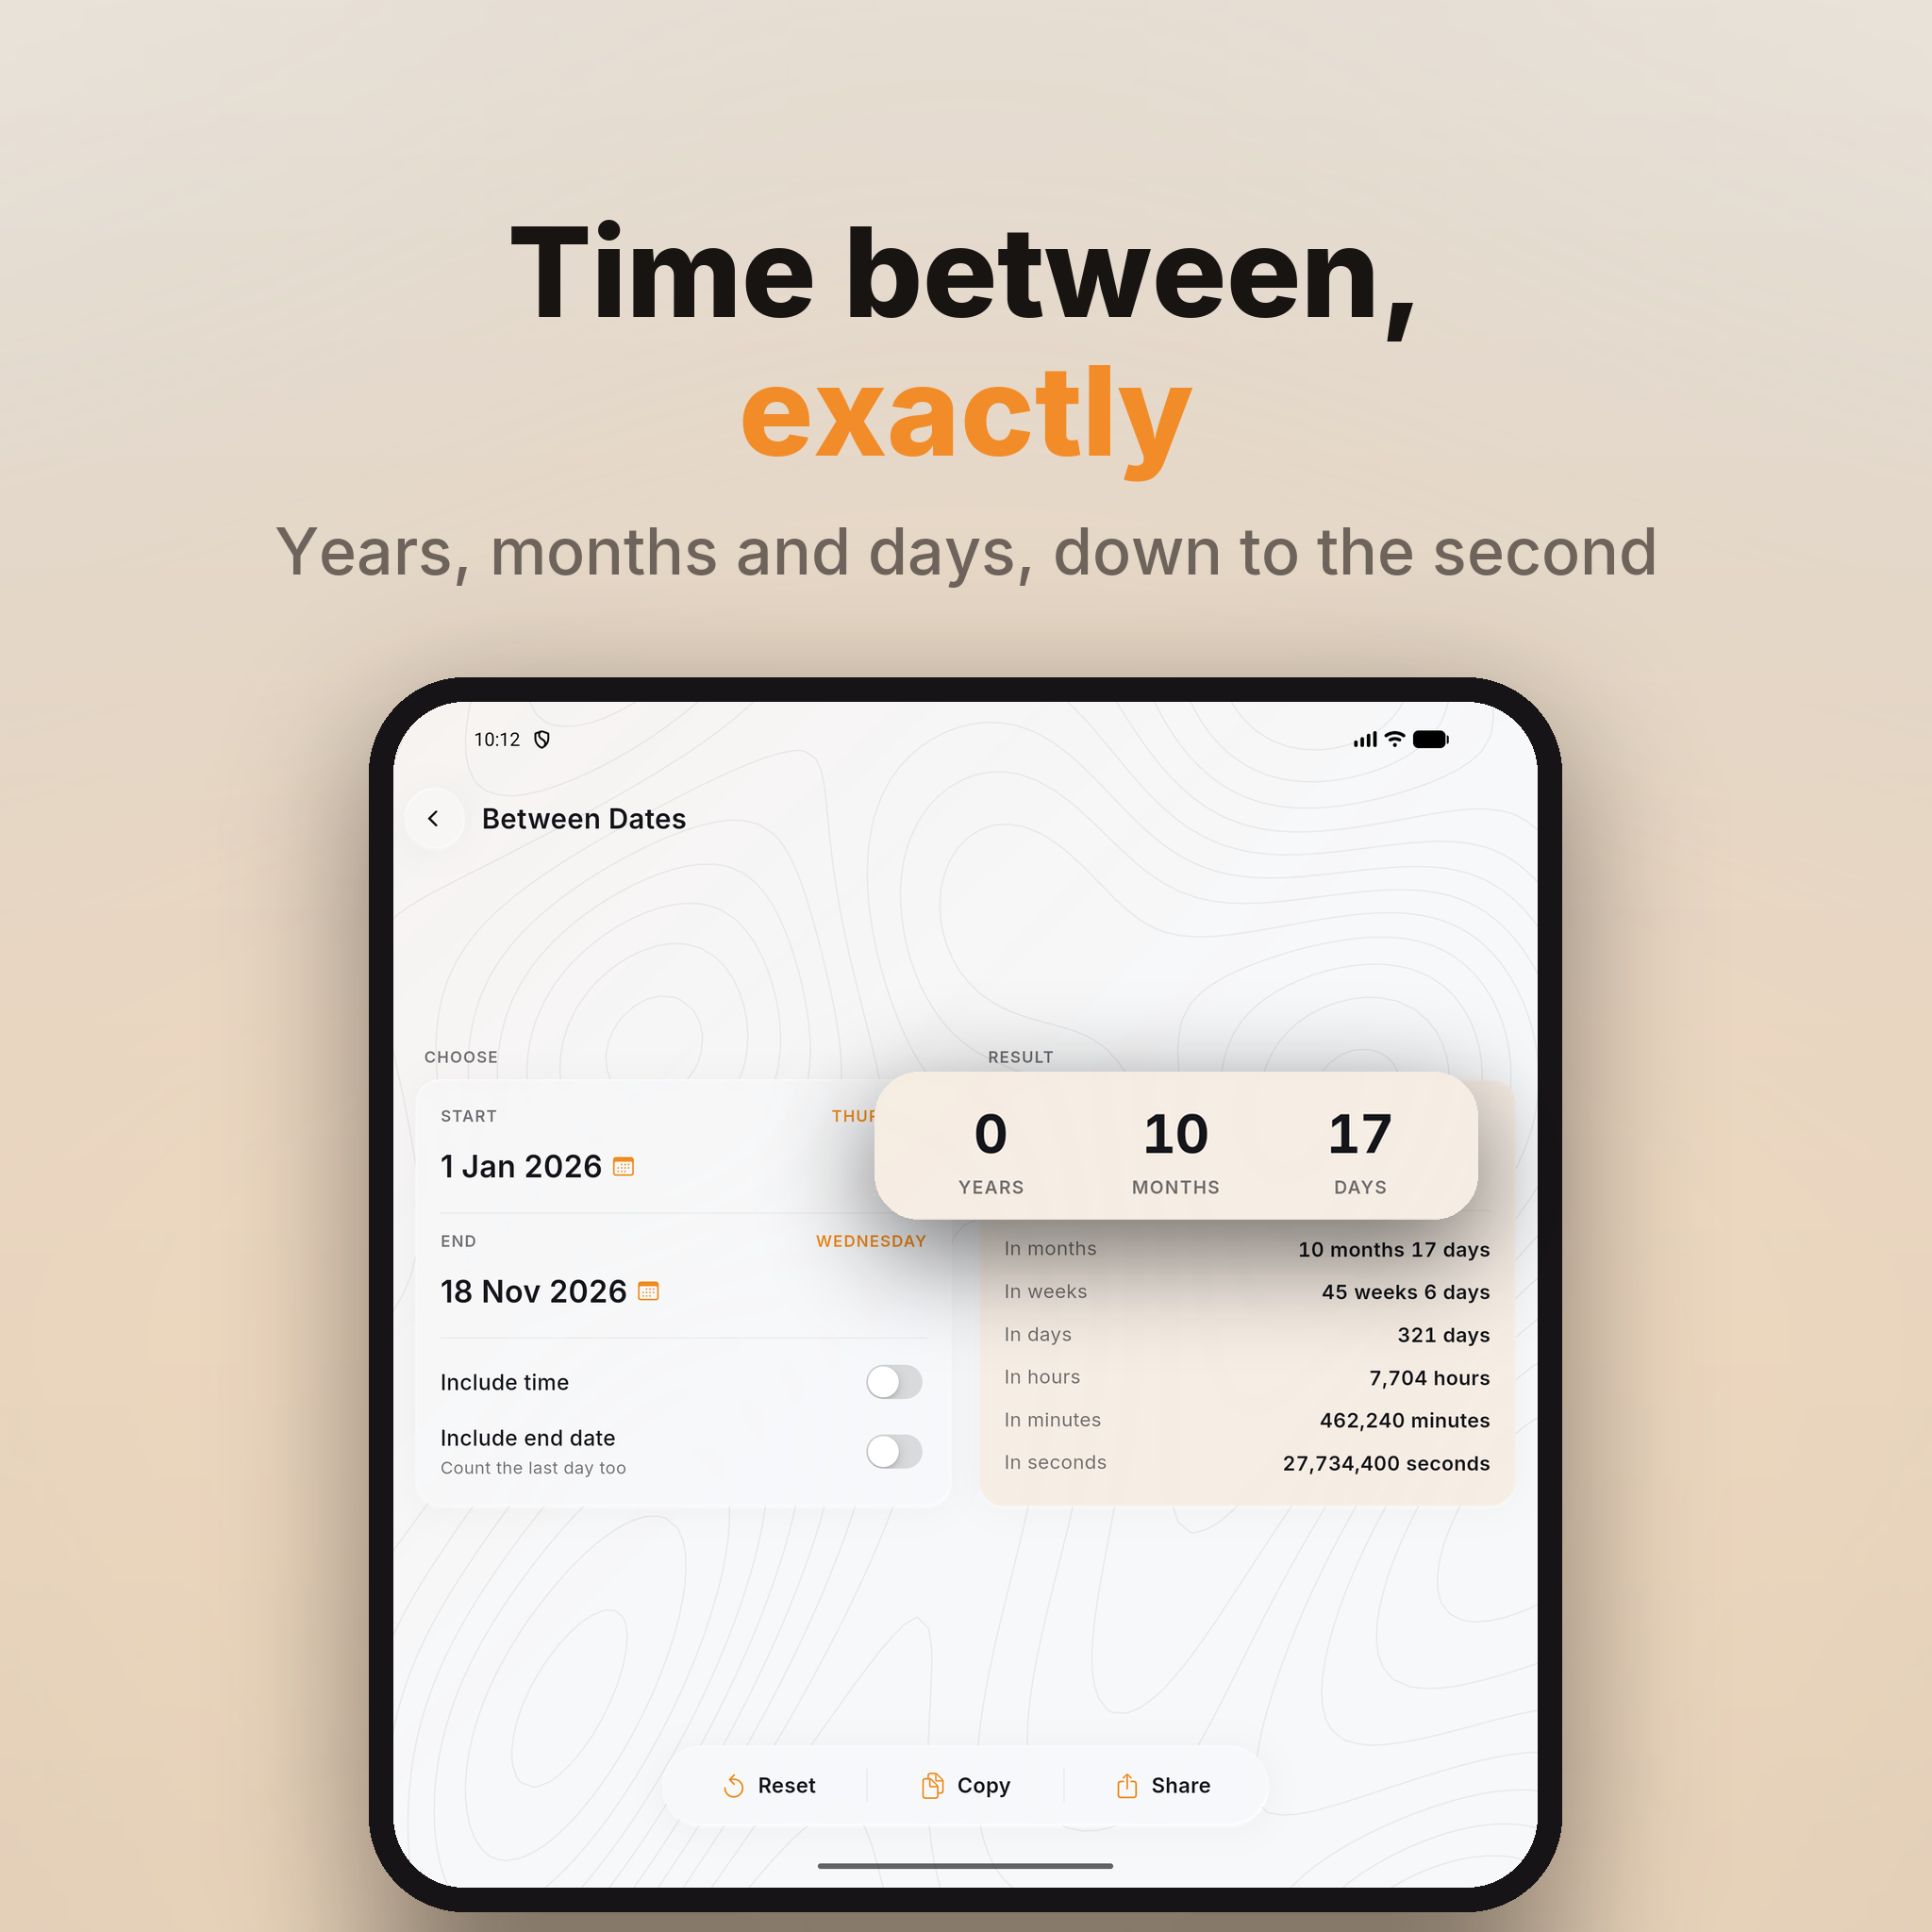 Time between,
exactly
Years, months and days, down to the second
10:12
Between Dates
CHOOSE
START
1 Jan 2026
END
WEDNESDAY
18 Nov 2026
Include time
Include end date
Count the last day too
RESULT
0 10 17
YEARS MONTHS DAYS
In months 10 months 17 days
In weeks 45 weeks 6 days
In days 321 days
In hours 7,704 hours
In minutes 462,240 minutes
In seconds 27,734,400 seconds
Reset Copy Share